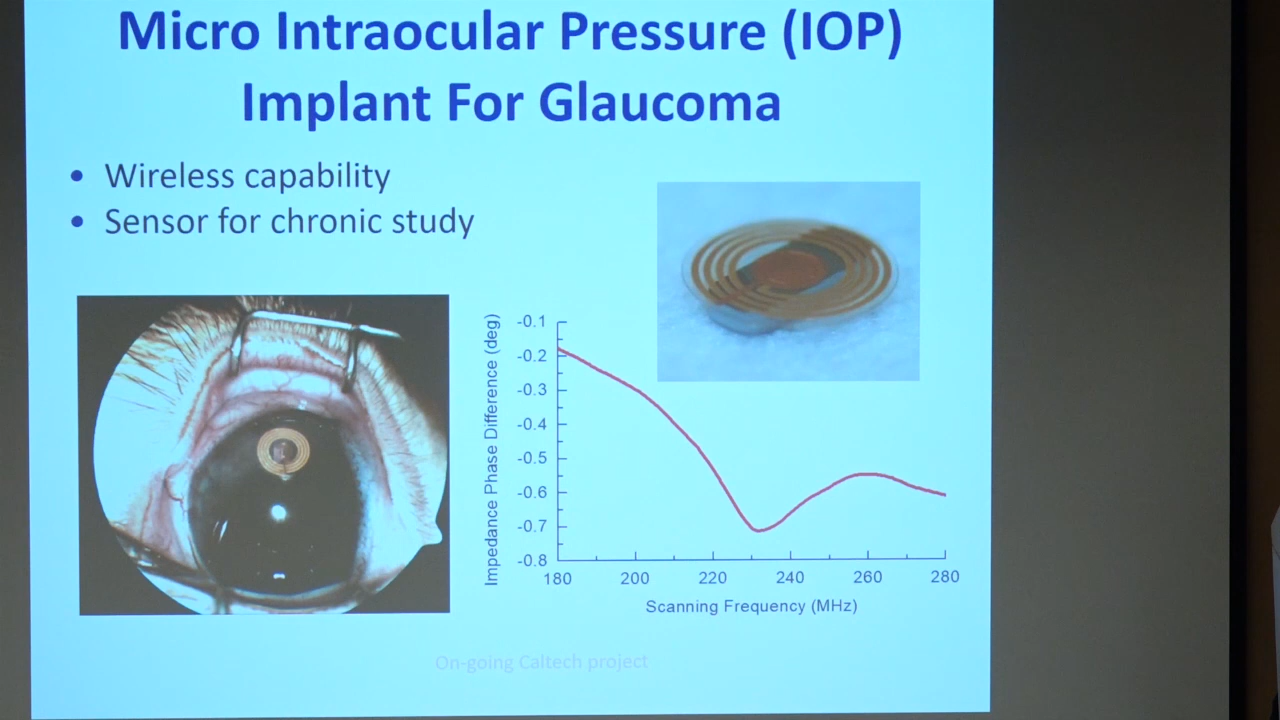 Micro Intraocular Pressure (IOP)
Implant For Glaucoma
• Wireless capability
• Sensor for chronic study
Impedance Phase Difference (deg)
-0.1
-0.2
-0.3
-0.4
-0.5
-0.6
-0.7
-0.8
180 200 220 240 260 280
Scanning Frequency (MHz)
On-going Caltech project